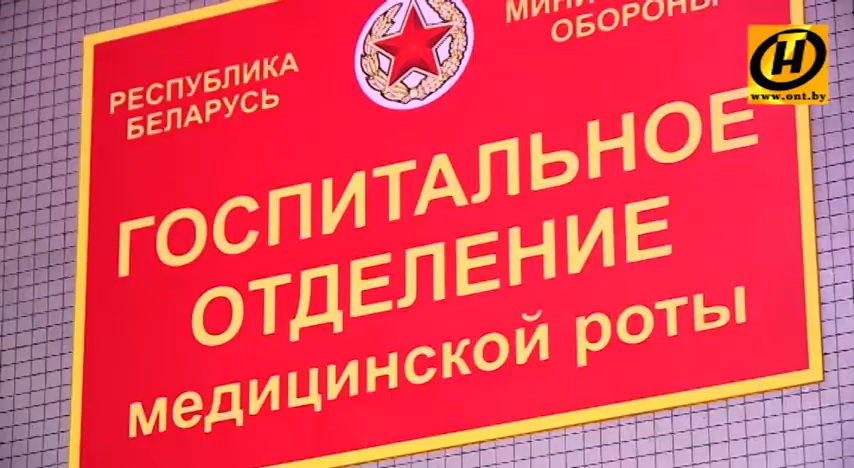 РЕСПУБЛИКА
БЕЛАРУСЬ
ОБОРОНЫ
ГОСПИТАЛЬНОЕ
ОТДЕЛЕНИЕ
медицинской роты
www.ont.by